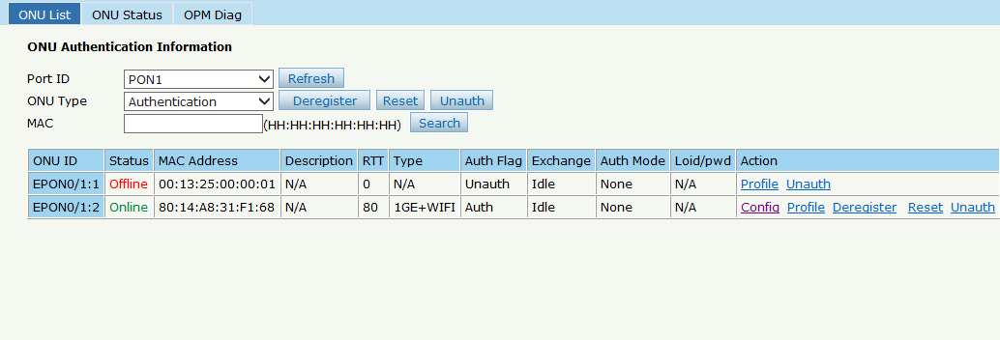 ONU List ONU Status OPM Diag
ONU Authentication Information
Port ID PON1 Refresh
ONU Type Authentication Deregister Reset Unauth
MAC (HH:HH:HH:HH:HH:HH) Search
ONU ID Status MAC Address Description RTT Type Auth Flag Exchange Auth Mode Loid/pwd Action
EPON0/1:1 Offline 00:13:25:00:00:01 N/A 0 N/A Unauth Idle None N/A Profile Unauth
EPON0/1:2 Online 80:14:A8:31:F1:68 N/A 80 1GE+WIFI Auth Idle None N/A Config Profile Deregister Reset Unauth